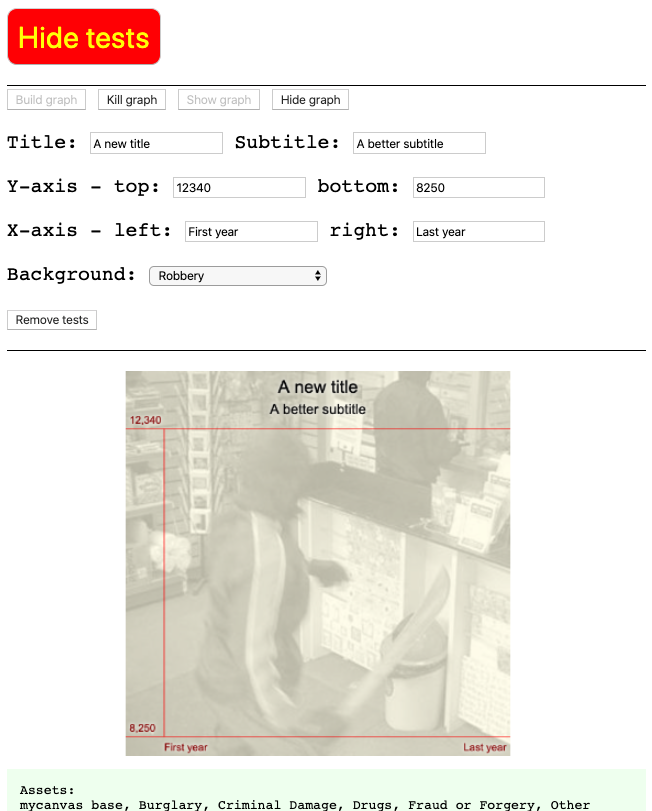 Hide tests
Build graph Kill graph Show graph Hide graph
Title: A new title Subtitle: A better subtitle
Y-axis - top: 12340 bottom: 8250
X-axis - left: First year right: Last year
Background: Robbery
Remove tests
A new title
A better subtitle
12,340
8,250
First year Last year
Assets:
mycanvas base, Burglary, Criminal Damage, Drugs, Fraud or Forgery, Other